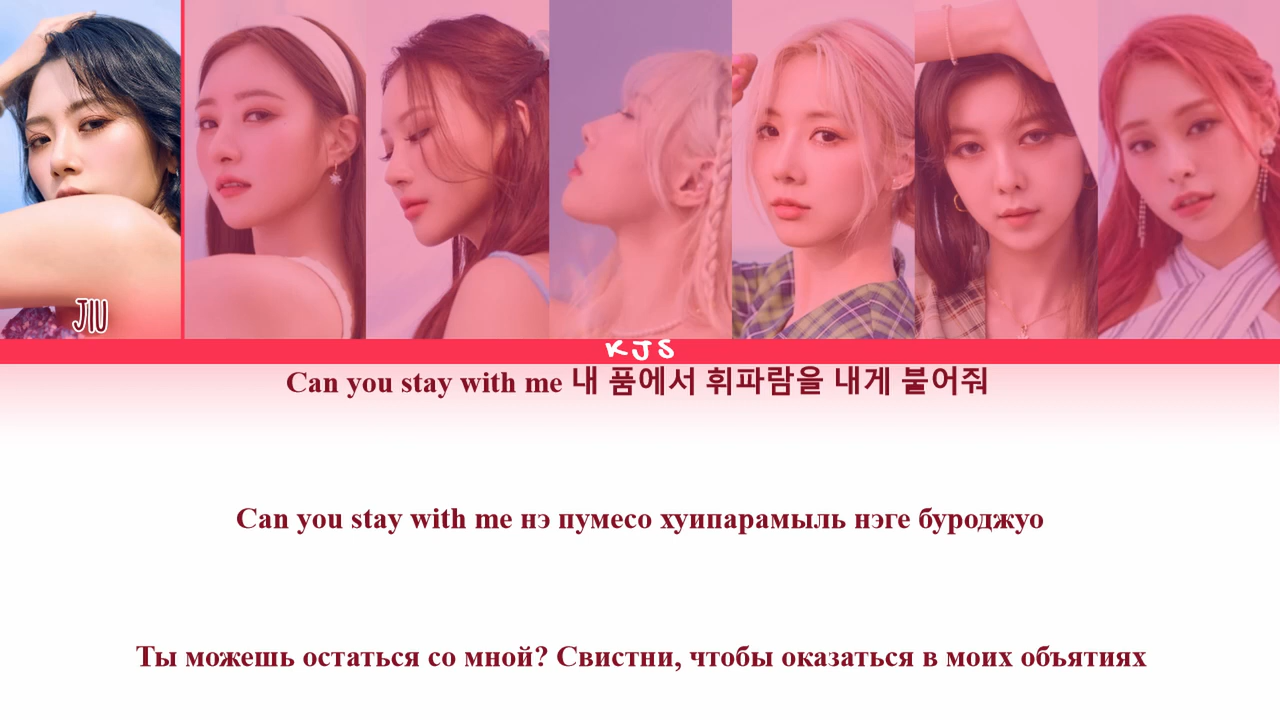 JIU
KJS
Can you stay with me 내 품에서 휘파람을 내게 불어줘
Can you stay with me нэ пумесо хуипарамыль нэге буроджуо
Ты можешь остаться со мной? Свистни, чтобы оказаться в моих объятиях